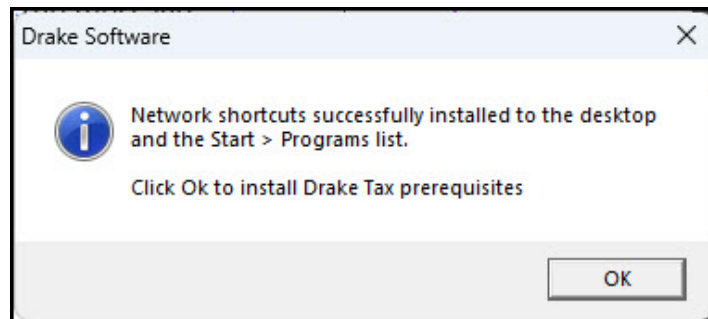 Drake Software
Network shortcuts successfully installed to the desktop
and the Start > Programs list.
Click Ok to install Drake Tax prerequisites
OK